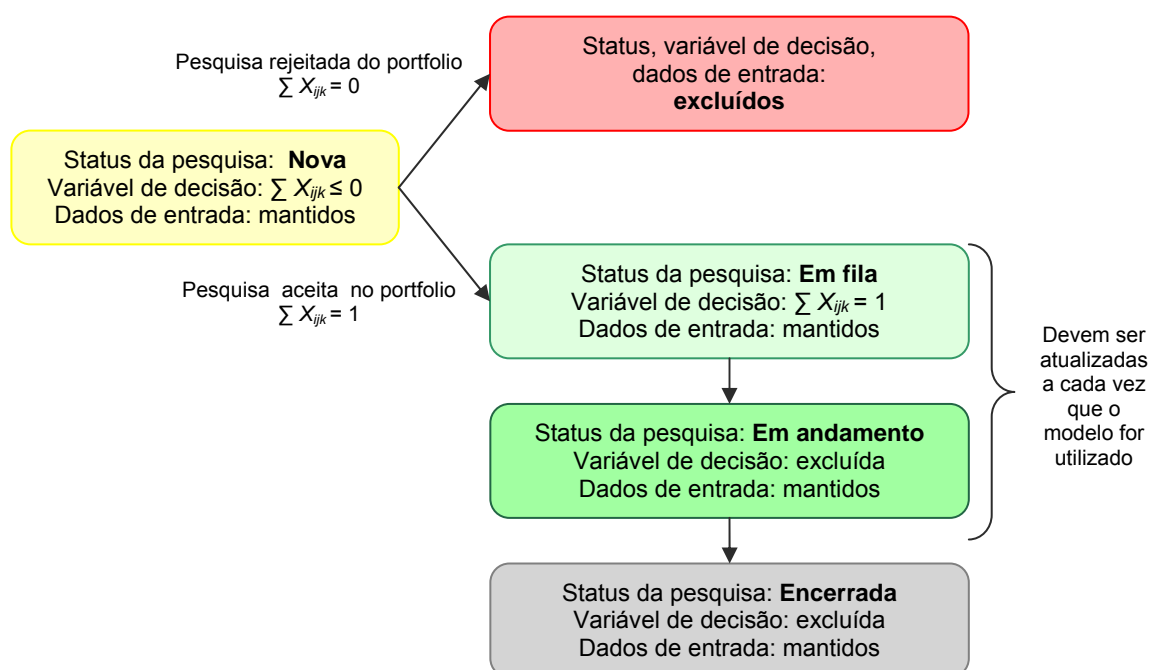 Pesquisa rejeitada do portfolio
∑ Xijk = 0
Status, variável de decisão,
dados de entrada:
excluídos
Status da pesquisa: Nova
Variável de decisão: ∑ Xijk ≤ 0
Dados de entrada: mantidos
Pesquisa aceita no portfolio
∑ Xijk = 1
Status da pesquisa: Em fila
Variável de decisão: ∑ Xijk = 1
Dados de entrada: mantidos
Devem ser
atualizadas
a cada vez
que o
modelo for
utilizado
Status da pesquisa: Em andamento
Variável de decisão: excluída
Dados de entrada: mantidos
Status da pesquisa: Encerrada
Variável de decisão: excluída
Dados de entrada: mantidos